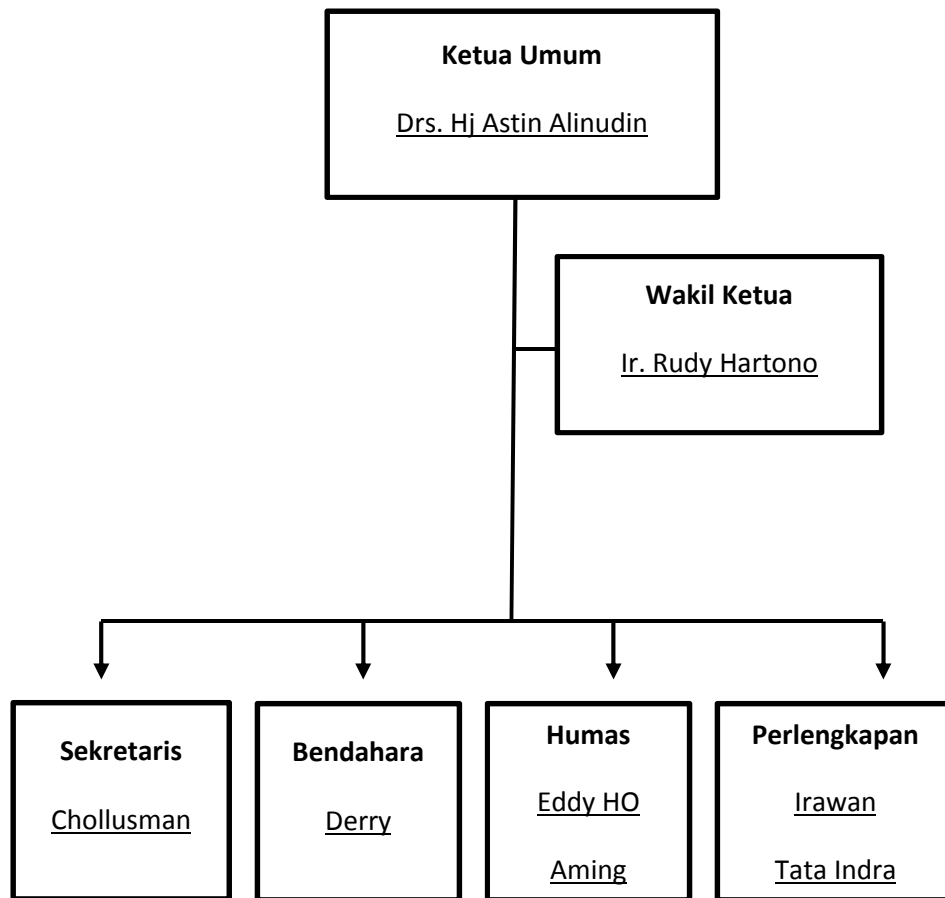 Ketua Umum
Drs. Hj Astin Alinudin
Wakil Ketua
Ir. Rudy Hartono
Sekretaris
Chollusman
Bendahara
Derry
Humas
Eddy HO
Aming
Perlengkapan
Irawan
Tata Indra